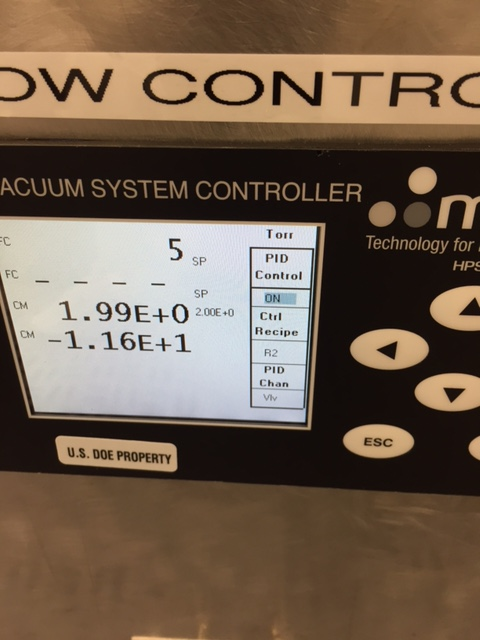 OW CONTRO
ACUUM SYSTEM CONTROLLER
m
Technology for
HPS
FC 5 SP
FC - - - -
SP
CM 1.99E+0 2.00E+0
CM -1.16E+1
Torr
PID
Control
ON
Ctrl
Recipe
R2
PID
Chan
Vlv
ESC
U.S. DOE PROPERTY